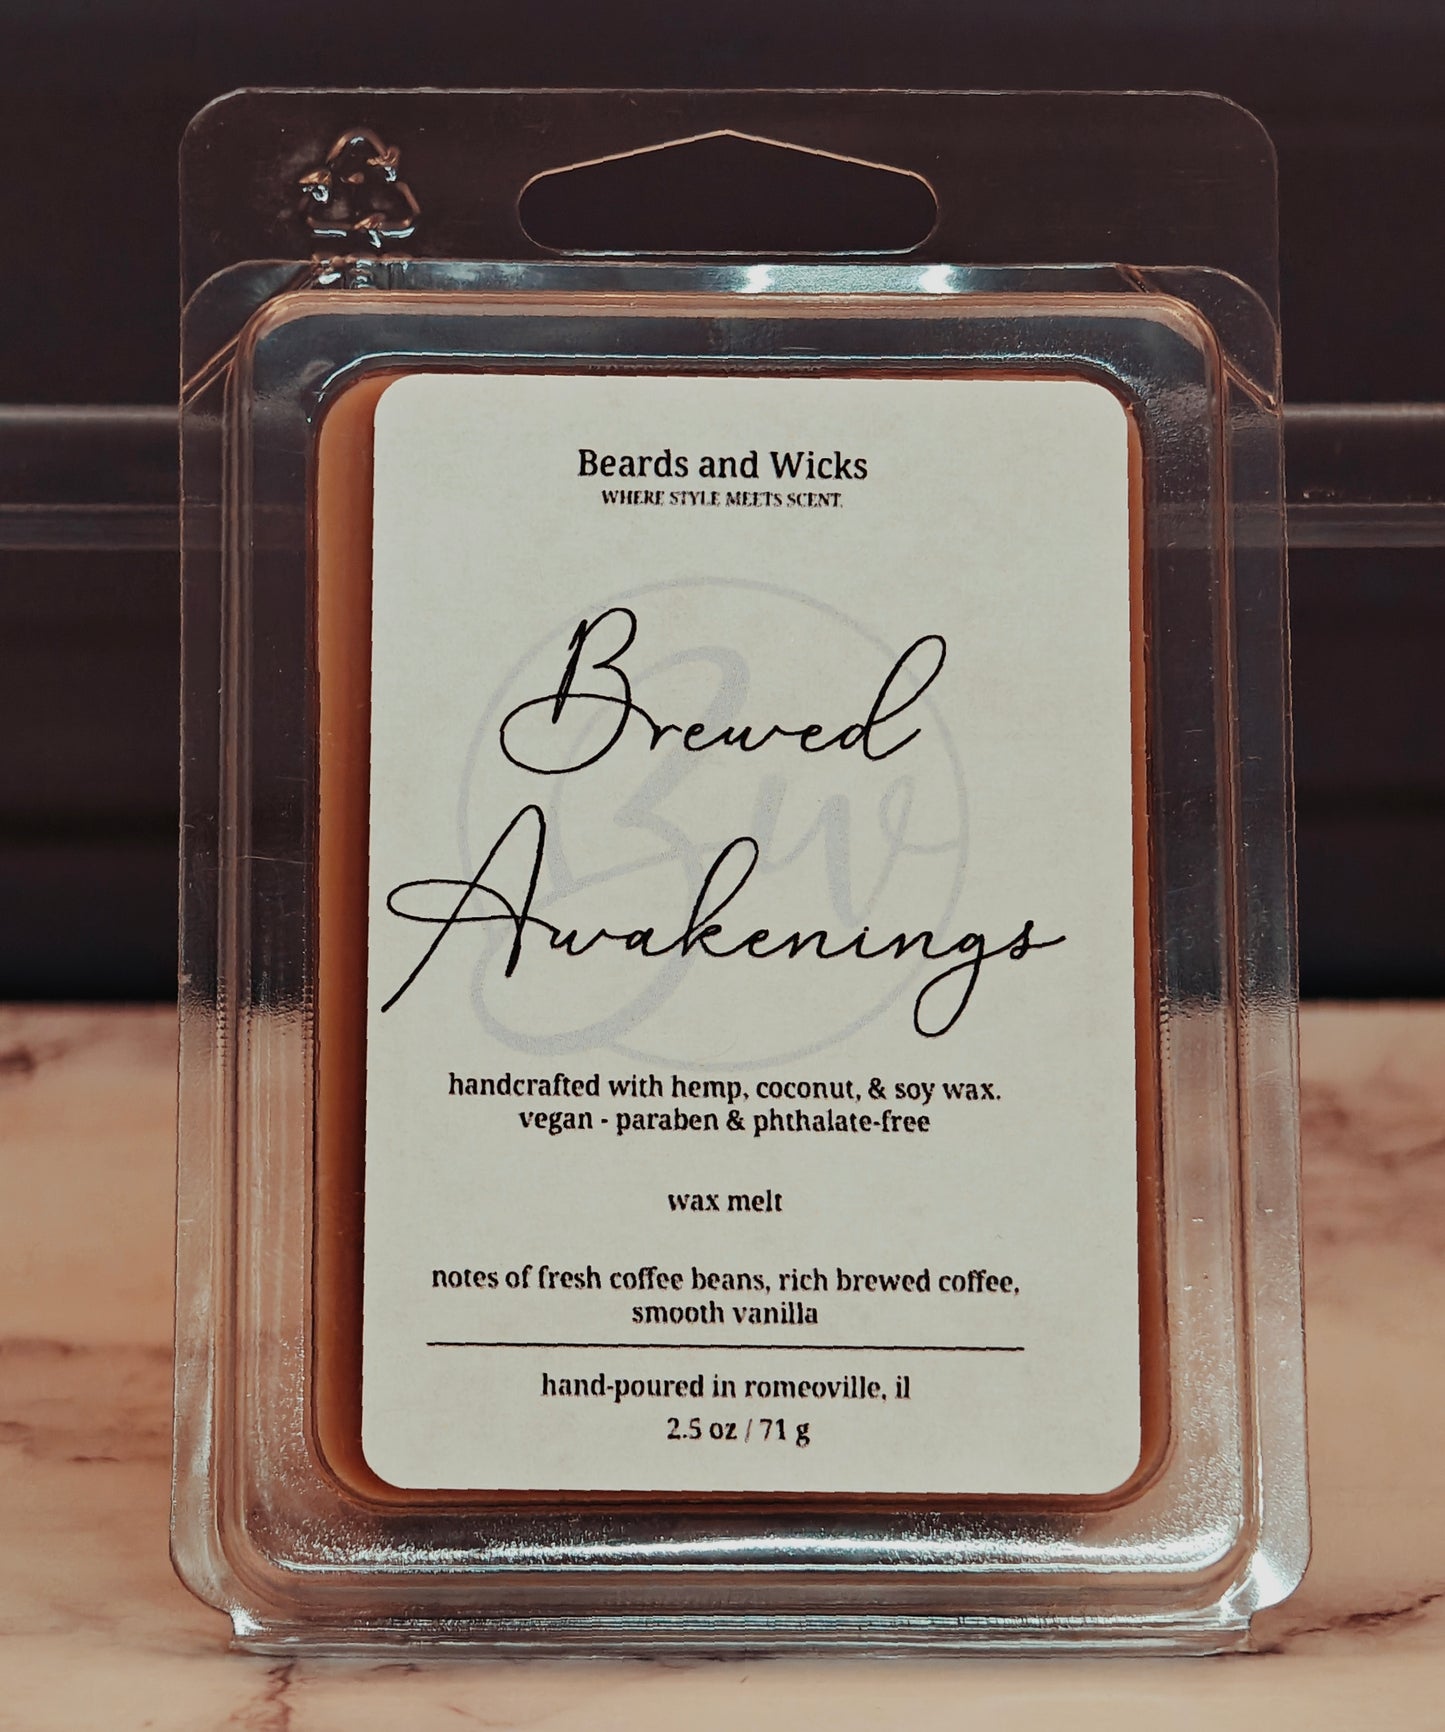 Beards and Wicks
WHERE STYLE MEETS SCENT.
Bw
Brewed
Awakenings
handcrafted with hemp, coconut, & soy wax.
vegan - paraben & phthalate-free
wax melt
notes of fresh coffee beans, rich brewed coffee,
smooth vanilla
hand-poured in romeoville, il
2.5 oz / 71 g